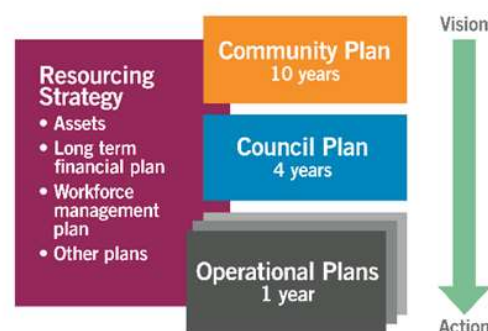 Resourcing
Strategy
• Assets
• Long term
financial plan
• Workforce
management
plan
• Other plans
Community Plan
10 years
Council Plan
4 years
Operational Plans
1 year
Vision
Action